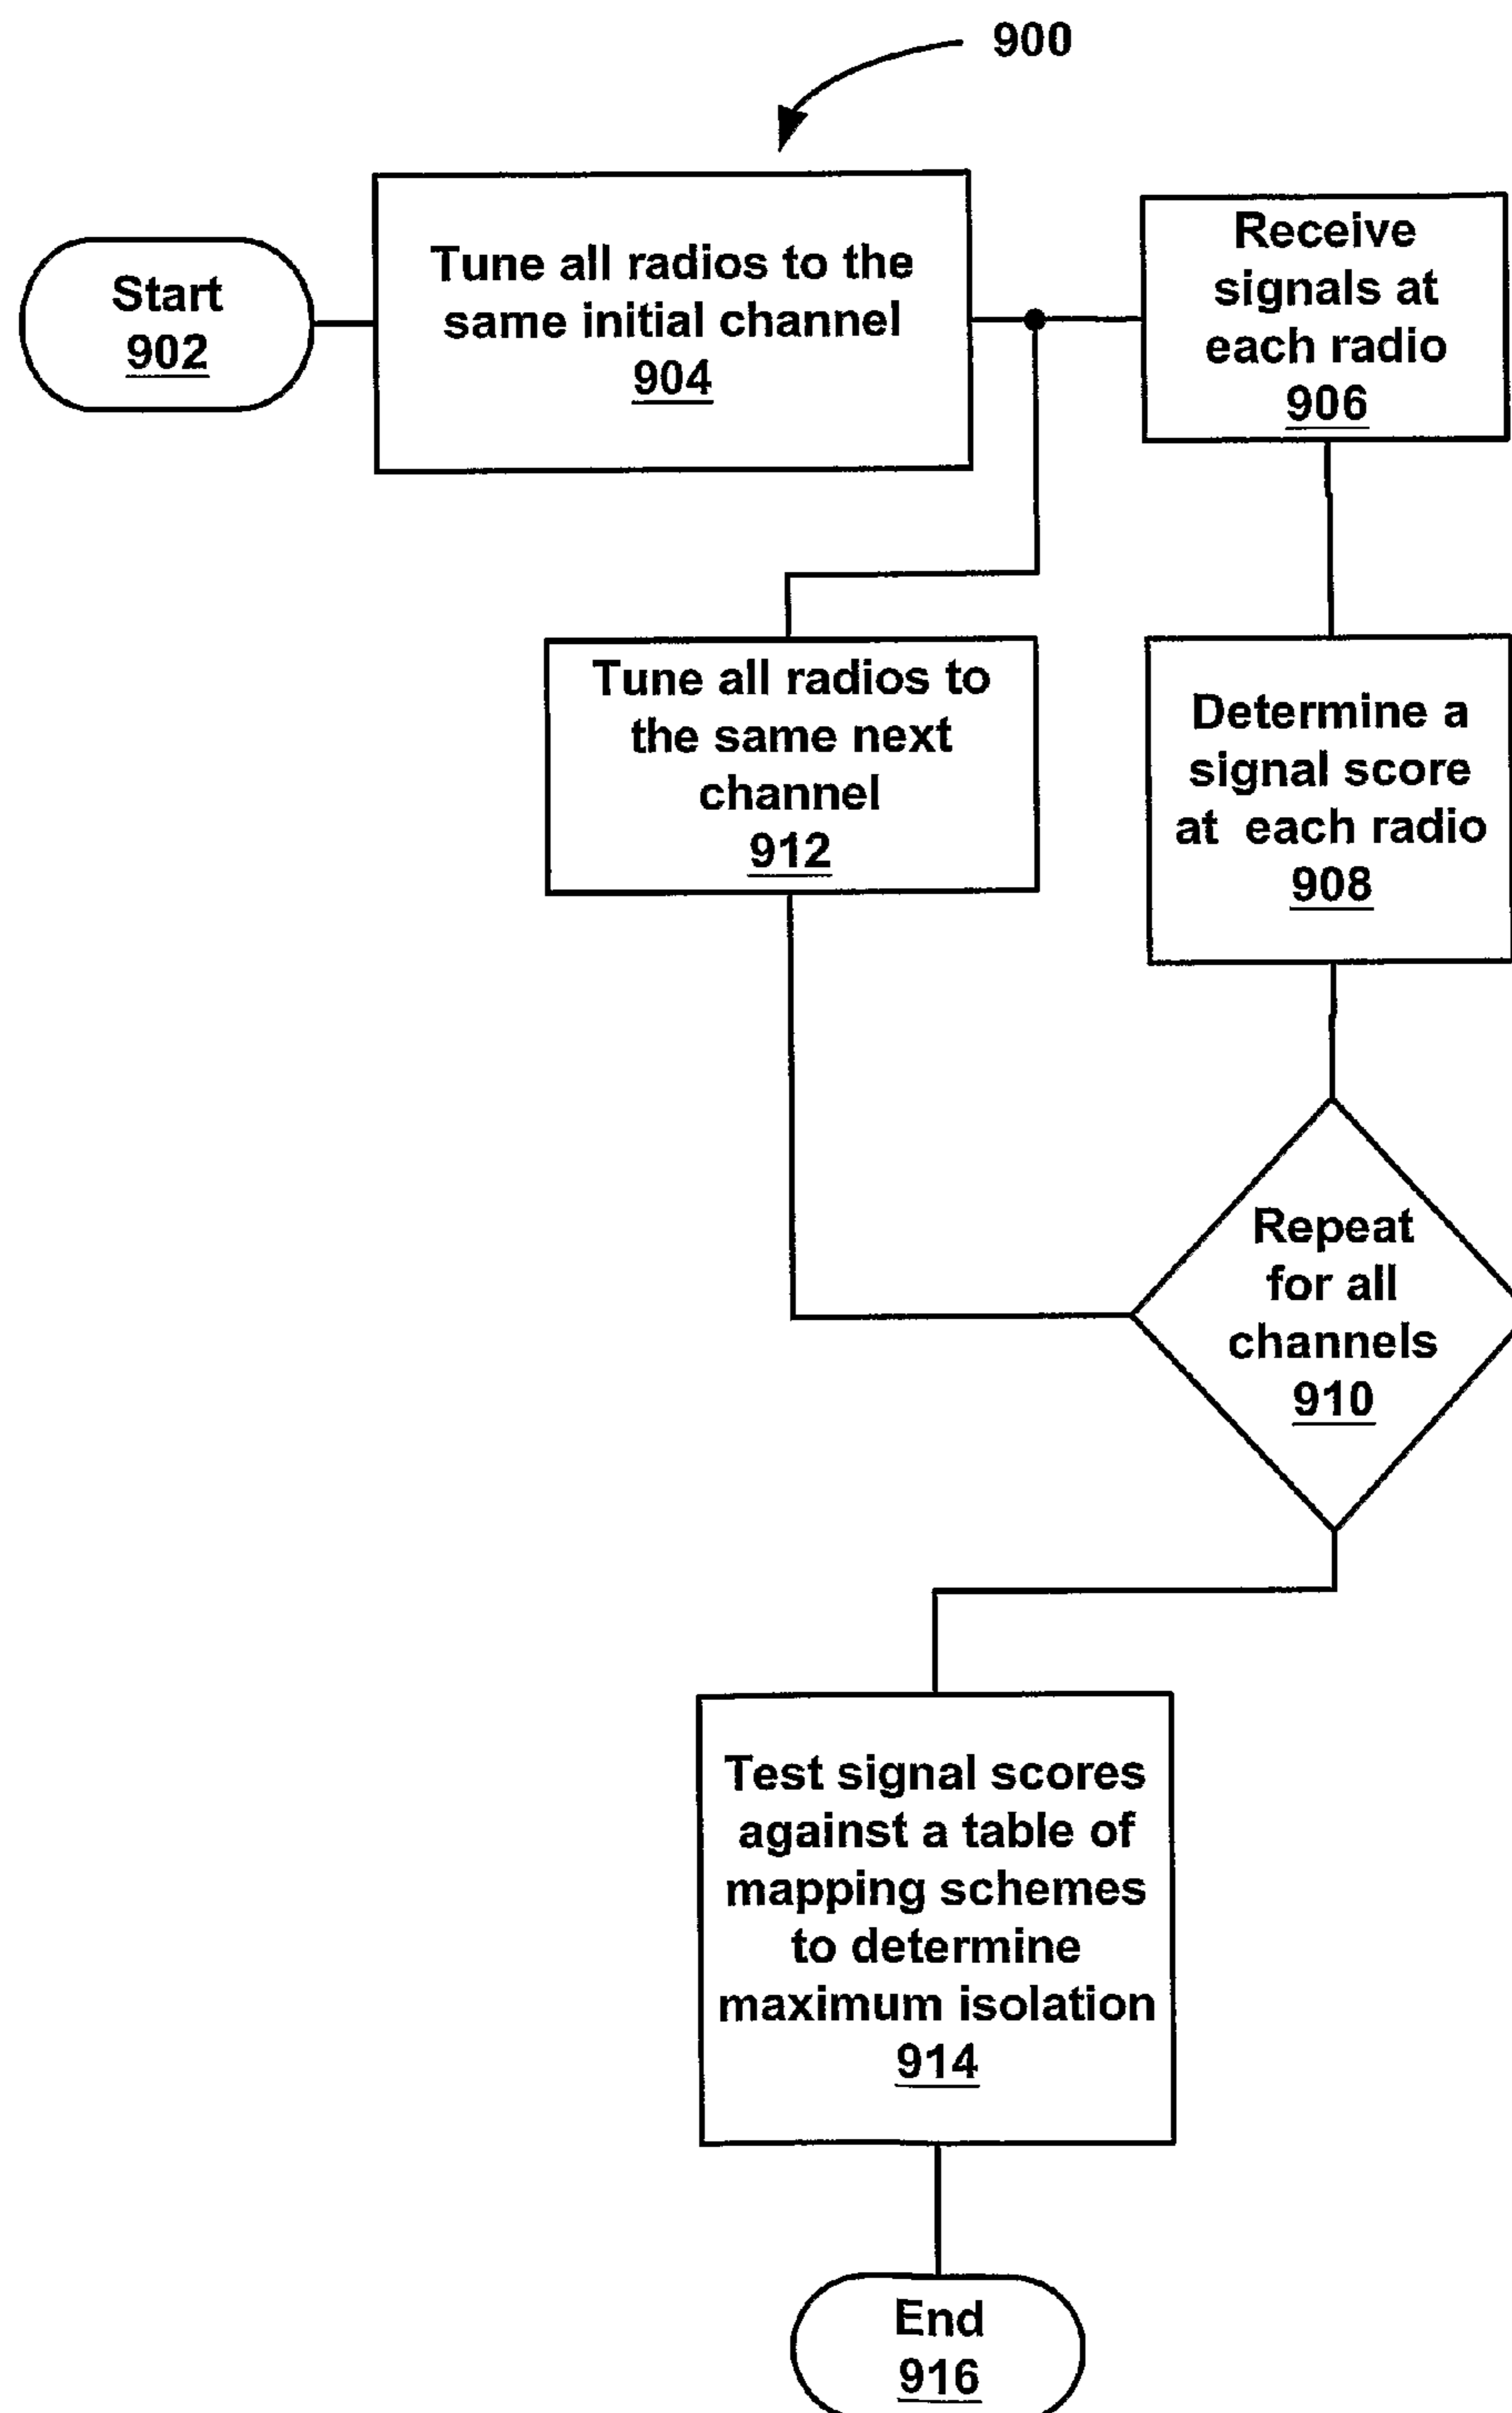 900
Start
902
Tune all radios to the
same initial channel
904
Receive
signals at
each radio
906
Tune all radios to
the same next
channel
912
Determine a
signal score
at each radio
908
Repeat
for all
channels
910
Test signal scores
against a table of
mapping schemes
to determine
maximum isolation
914
End
916